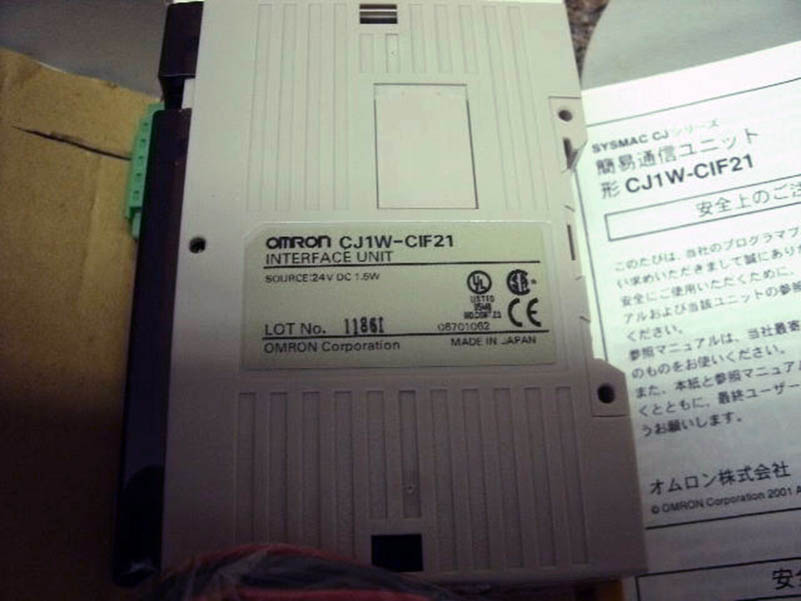 OMRON CJ1W-CIF21
INTERFACE UNIT
SOURCE:24V DC 1.5W
UL
LISTED
LOT No. 1186I
06701062
CE
OMRON Corporation
MADE IN JAPAN
SYSMAC CJシリーズ
簡易通信ユニット
形 CJ1W-CIF21
安全上のご注
このたびは、当社のプログラマブ
い求めいただきまして誠にありが
安全にご使用いただくために、
アルおよび当該ユニットの参照
ください。
参照マニュアルは、当社最寄
のものをお使いください。
また、本紙と参照マニュアル
くとともに、最終ユーザー
うお願いします。
オムロン株式会社
© OMRON Corporation 2001 A
安全